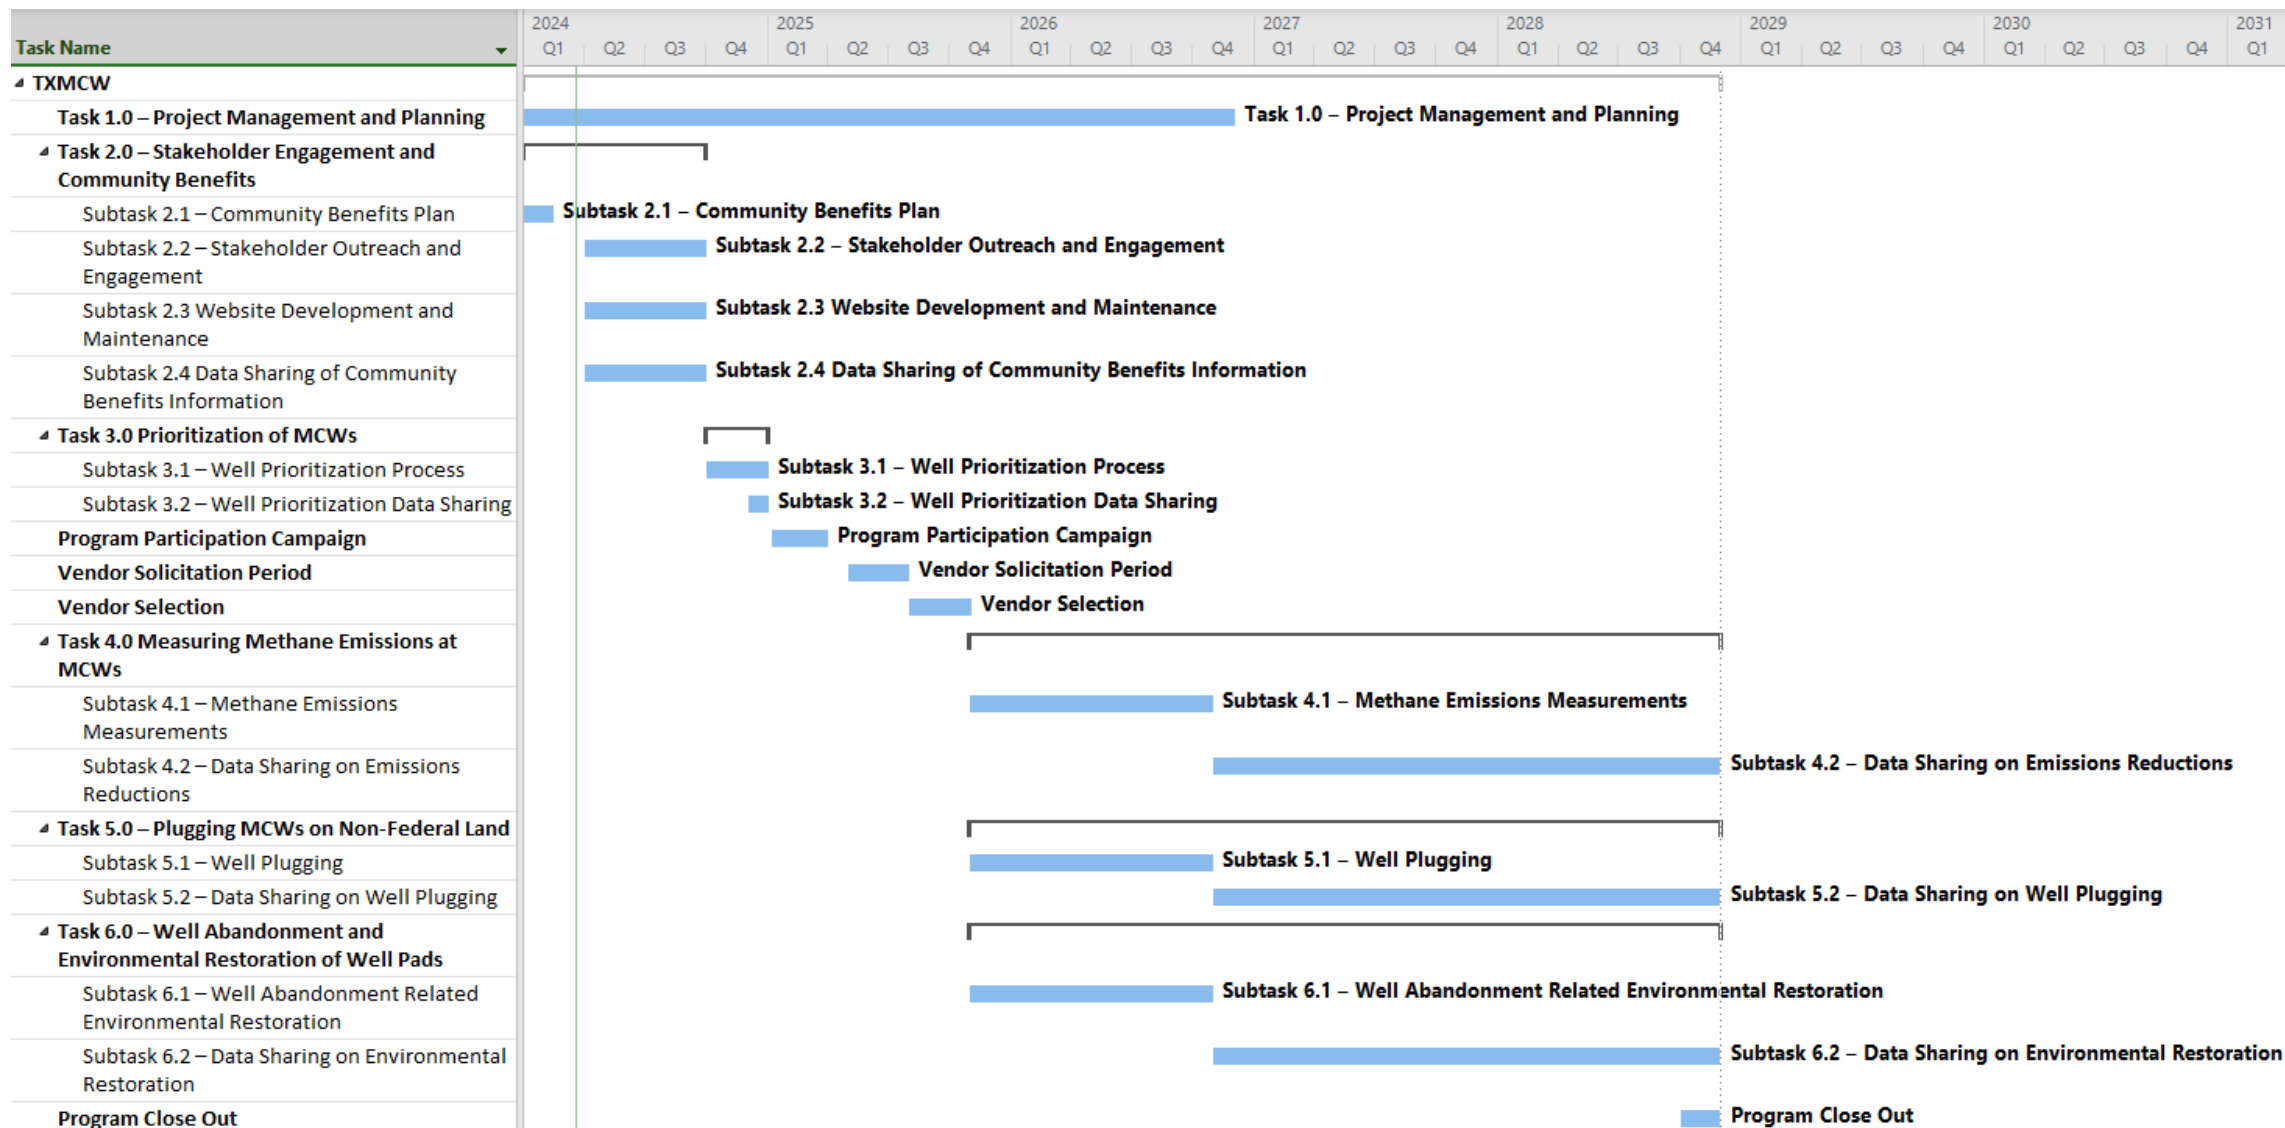 2024 2025 2026 2027 2028 2029 2030 2031
Task Name Q1 Q2 Q3 Q4 Q1 Q2 Q3 Q4 Q1 Q2 Q3 Q4 Q1 Q2 Q3 Q4 Q1 Q2 Q3 Q4 Q1 Q2 Q3 Q4 Q1 Q2 Q3 Q4 Q1
TXMCW
Task 1.0 – Project Management and Planning Task 1.0 – Project Management and Planning
Task 2.0 – Stakeholder Engagement and
Community Benefits
Subtask 2.1 – Community Benefits Plan Subtask 2.1 – Community Benefits Plan
Subtask 2.2 – Stakeholder Outreach and Subtask 2.2 – Stakeholder Outreach and Engagement
Engagement
Subtask 2.3 Website Development and Subtask 2.3 Website Development and Maintenance
Maintenance
Subtask 2.4 Data Sharing of Community Subtask 2.4 Data Sharing of Community Benefits Information
Benefits Information
Task 3.0 Prioritization of MCWs
Subtask 3.1 – Well Prioritization Process Subtask 3.1 – Well Prioritization Process
Subtask 3.2 – Well Prioritization Data Sharing Subtask 3.2 – Well Prioritization Data Sharing
Program Participation Campaign Program Participation Campaign
Vendor Solicitation Period Vendor Solicitation Period
Vendor Selection Vendor Selection
Task 4.0 Measuring Methane Emissions at
MCWs
Subtask 4.1 – Methane Emissions Subtask 4.1 – Methane Emissions Measurements
Measurements
Subtask 4.2 – Data Sharing on Emissions Subtask 4.2 – Data Sharing on Emissions Reductions
Reductions
Task 5.0 – Plugging MCWs on Non-Federal Land
Subtask 5.1 – Well Plugging Subtask 5.1 – Well Plugging
Subtask 5.2 – Data Sharing on Well Plugging Subtask 5.2 – Data Sharing on Well Plugging
Task 6.0 – Well Abandonment and
Environmental Restoration of Well Pads
Subtask 6.1 – Well Abandonment Related Subtask 6.1 – Well Abandonment Related Environmental Restoration
Environmental Restoration
Subtask 6.2 – Data Sharing on Environmental Subtask 6.2 – Data Sharing on Environmental Restoration
Restoration
Program Close Out Program Close Out